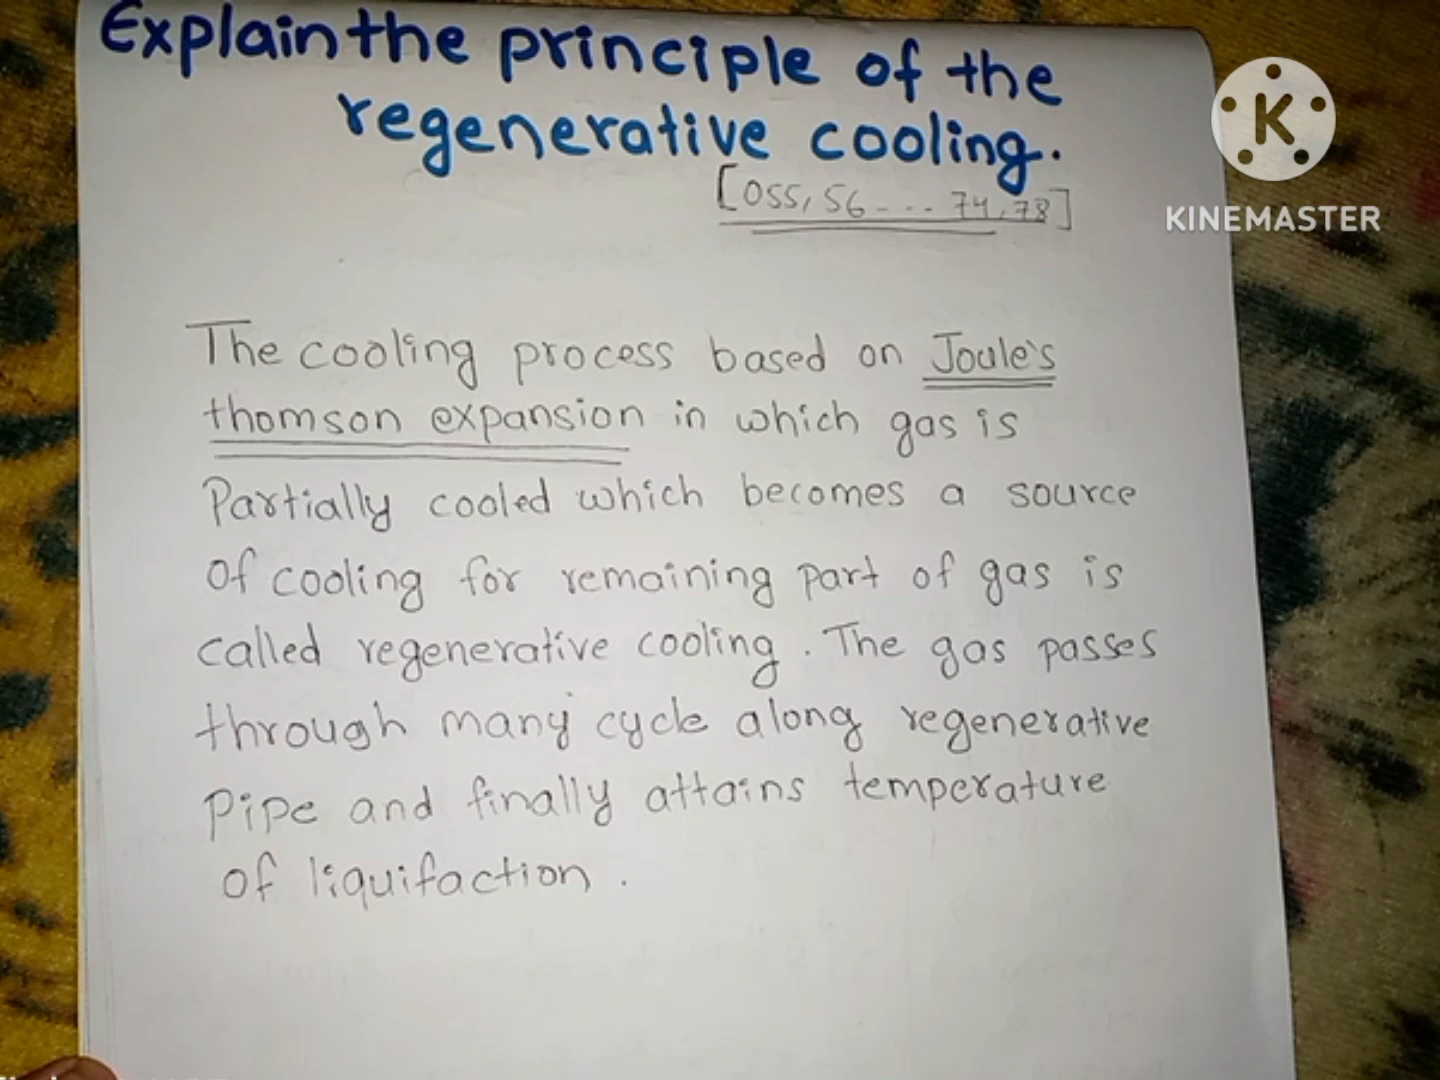 Explain the principle of the
regenerative cooling.
[055, 56 - - - 74, 78]
KINEMASTER
The cooling process based on Joule's
thomson expansion in which gas is
Partially cooled which becomes a source
of cooling for remaining part of gas is
called regenerative cooling. The gas passes
through many cycle along regenerative
pipe and finally attains temperature
of liquifaction.